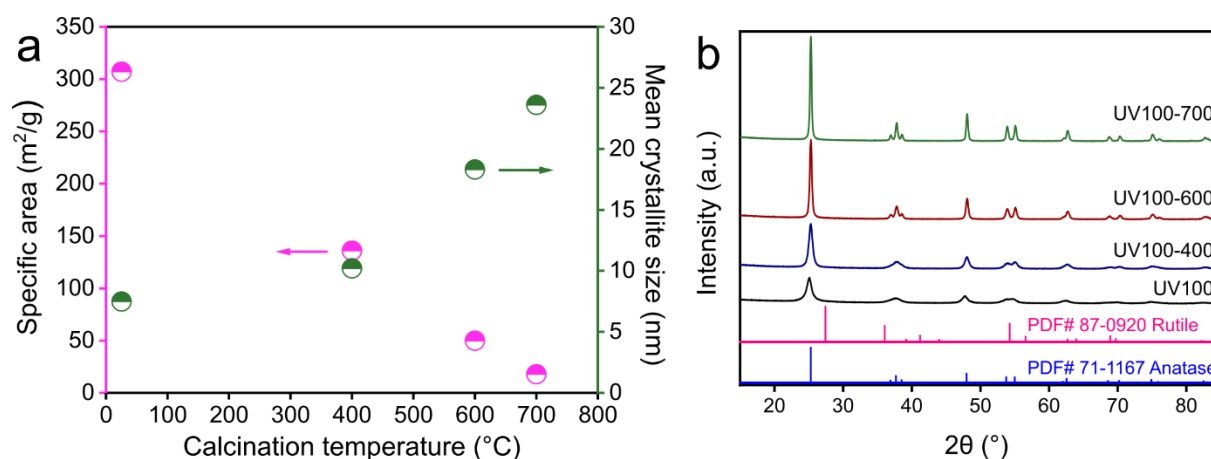 a
350
300
250
200
150
100
50
0
Specific area (m²/g)
0 100 200 300 400 500 600 700 800
Calcination temperature (°C)
30
25
20
15
10
5
0
Mean crystallite size (nm)
b
Intensity (a.u.)
UV100-700
UV100-600
UV100-400
UV100
PDF# 87-0920 Rutile
PDF# 71-1167 Anatase
20 30 40 50 60 70 80
2θ (°)